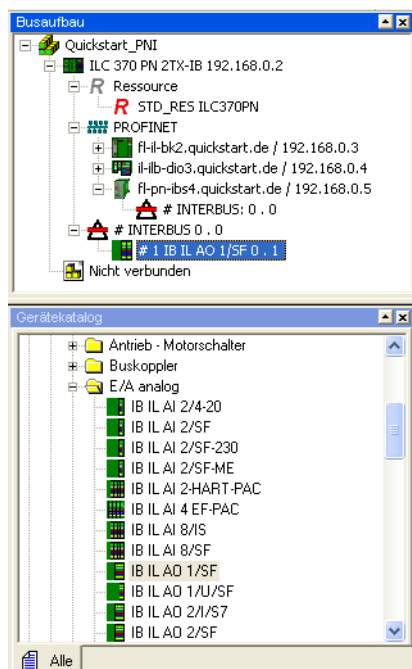 Busaufbau
Quickstart_PNI
ILC 370 PN 2TX-IB 192.168.0.2
R Ressource
R STD_RES ILC370PN
PROFINET
fl-il-bk2.quickstart.de / 192.168.0.3
il-ilb-dio3.quickstart.de / 192.168.0.4
fl-pn-ibs4.quickstart.de / 192.168.0.5
# INTERBUS: 0 . 0
# INTERBUS 0 . 0
# 1 IB IL AO 1/SF 0 . 1
Nicht verbunden
Gerätekatalog
Antrieb - Motorschalter
Buskoppler
E/A analog
IB IL AI 2/4-20
IB IL AI 2/SF
IB IL AI 2/SF-230
IB IL AI 2/SF-ME
IB IL AI 2-HART-PAC
IB IL AI 4 EF-PAC
IB IL AI 8/IS
IB IL AI 8/SF
IB IL AO 1/SF
IB IL AO 1/U/SF
IB IL AO 2/I/S7
IB IL AO 2/SF
Alle